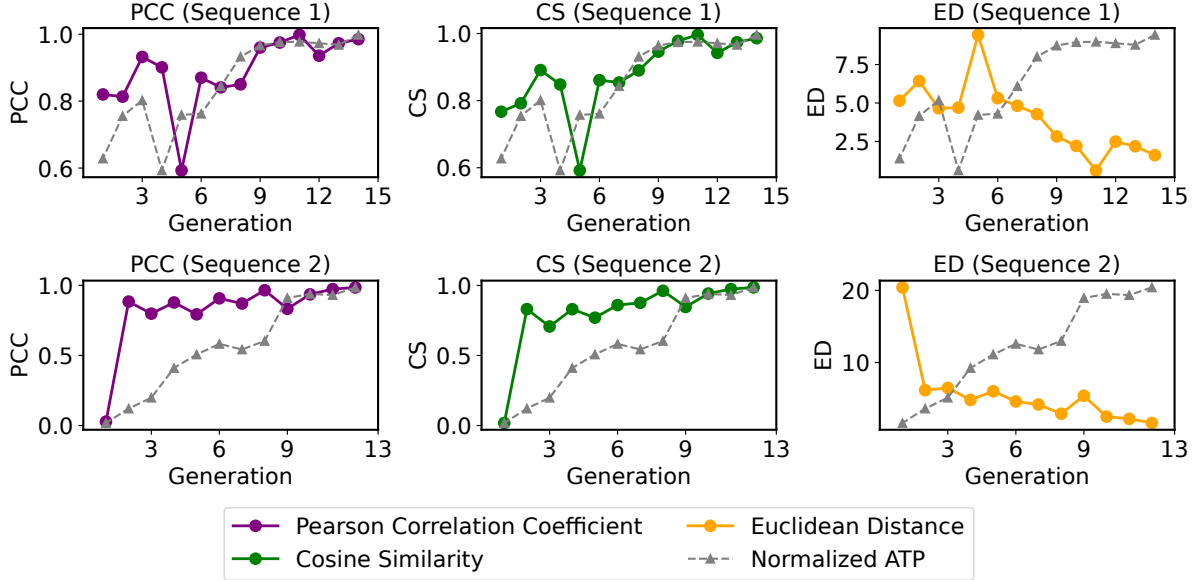 PCC (Sequence 1)
PCC
1.0
0.8
0.6
3 6 9 12 15
Generation
CS (Sequence 1)
CS
1.0
0.8
0.6
3 6 9 12 15
Generation
ED (Sequence 1)
ED
7.5
5.0
2.5
3 6 9 12 15
Generation
PCC (Sequence 2)
PCC
1.0
0.5
0.0
3 6 9 13
Generation
CS (Sequence 2)
CS
1.0
0.5
0.0
3 6 9 13
Generation
ED (Sequence 2)
ED
20
10
3 6 9 13
Generation
Pearson Correlation Coefficient
Cosine Similarity
Euclidean Distance
Normalized ATP